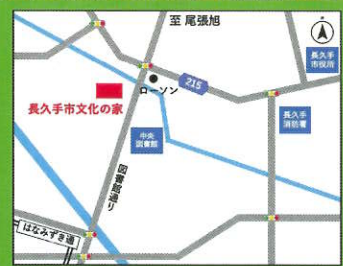 至 尾張旭
長久手
市役所
215
ローソン
長久手市文化の家
長久手
消防署
中央
図書館
図書館通り
はなみずき通